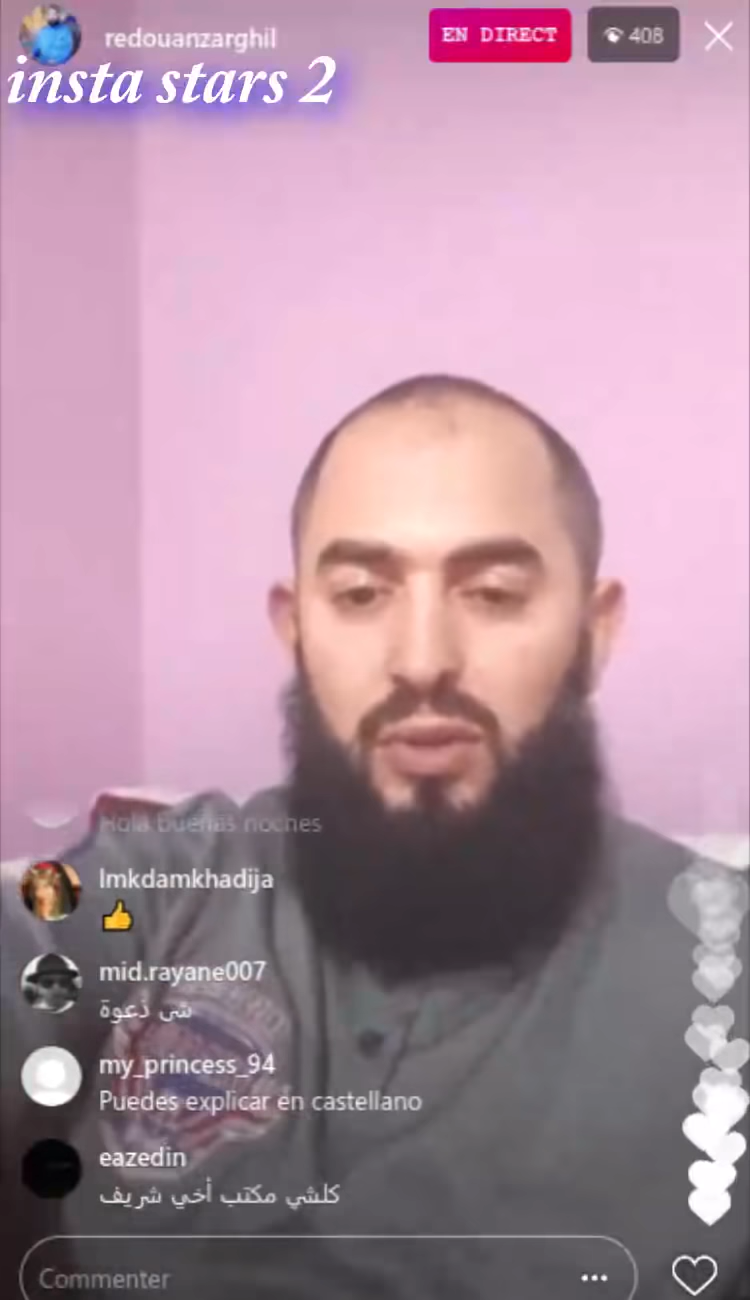 redouanzarghil
EN DIRECT
408
insta stars 2
Hola buenas noches
lmkdamkhadija
👍
mid.rayane007
شي ذعوة
my_princess_94
Puedes explicar en castellano
eazedin
كلشي مكتب أخي شريف
Commenter